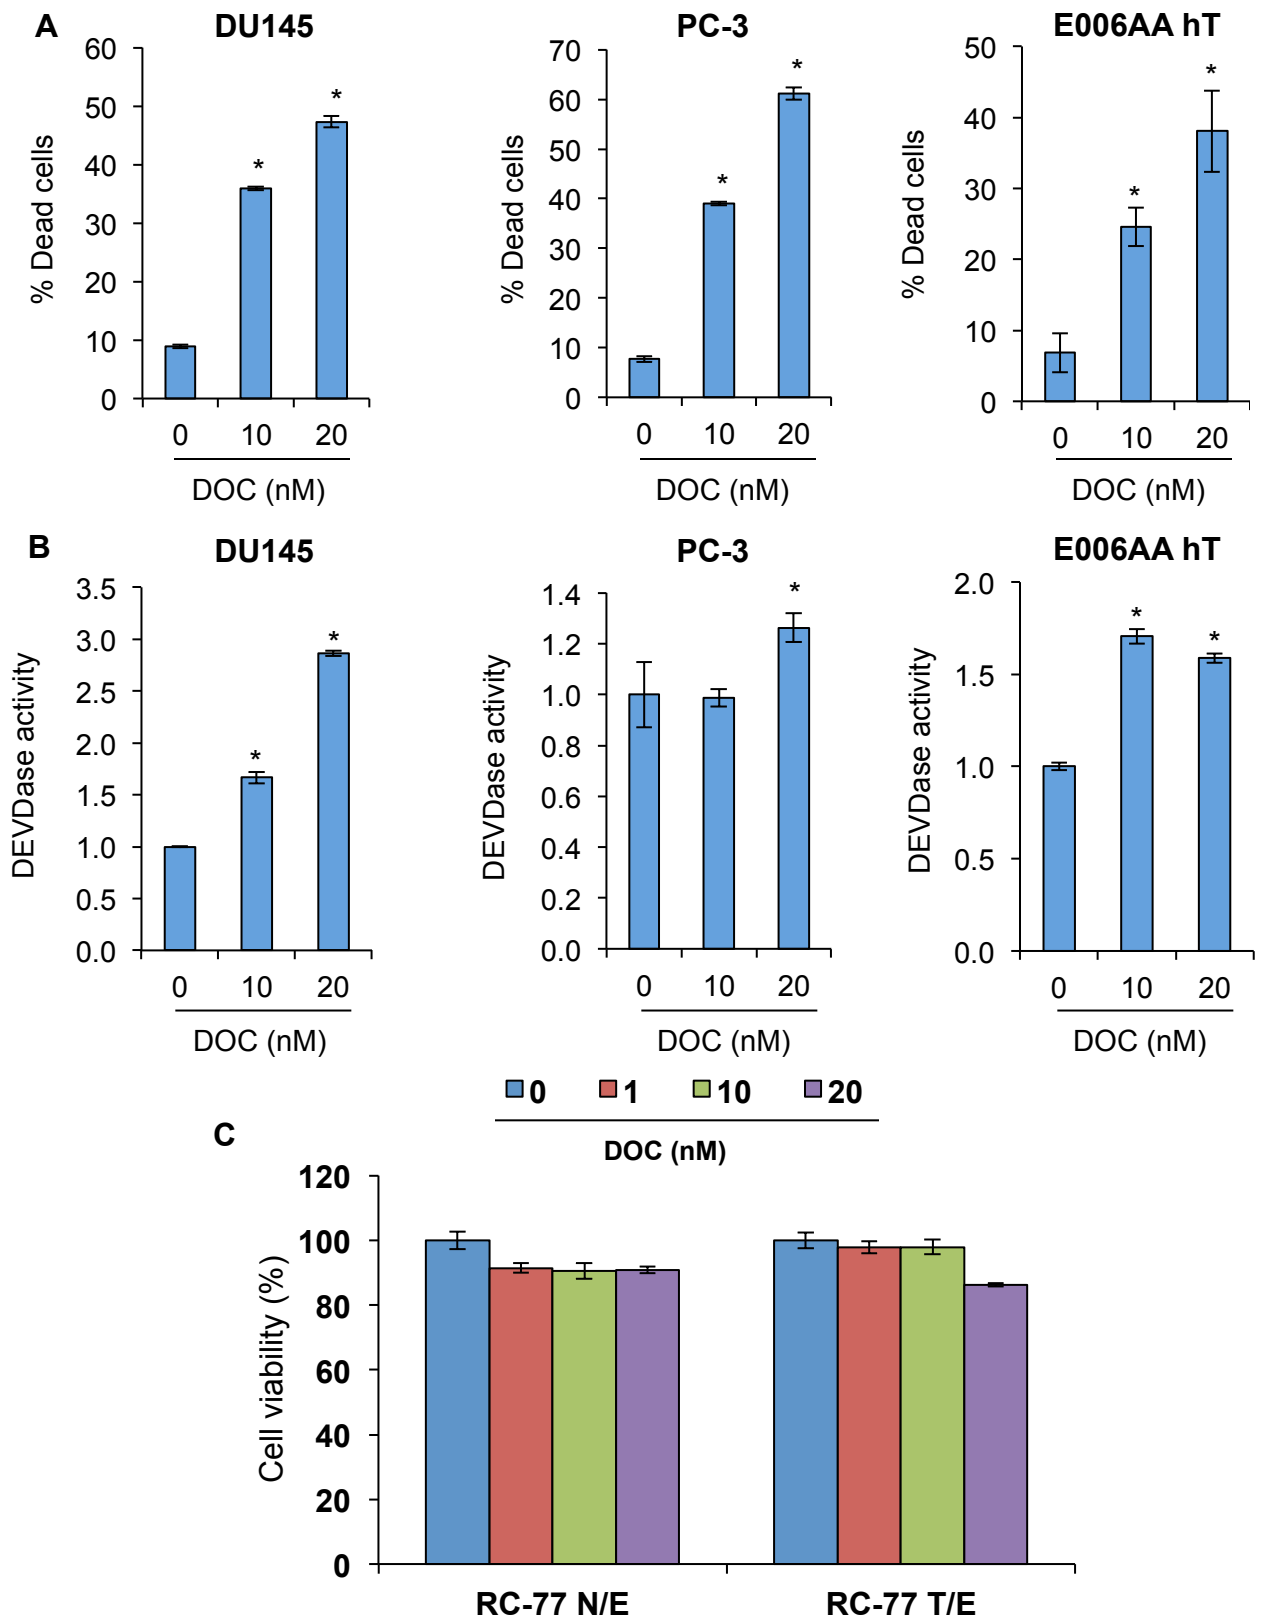 A
DU145
PC-3
E006AA hT
60
50
40
30
20
10
0
% Dead cells
*
*
0 10 20
DOC (nM)
70
60
50
40
30
20
10
0
% Dead cells
*
*
0 10 20
DOC (nM)
50
40
30
20
10
0
% Dead cells
*
*
0 10 20
DOC (nM)
B
DU145
PC-3
E006AA hT
3.5
3.0
2.5
2.0
1.5
1.0
0.5
0.0
DEVDase activity
*
*
0 10 20
DOC (nM)
1.4
1.2
1.0
0.8
0.6
0.4
0.2
0.0
DEVDase activity
*
0 10 20
DOC (nM)
2.0
1.5
1.0
0.5
0.0
DEVDase activity
*
*
0 10 20
DOC (nM)
0 1 10 20
DOC (nM)
C
120
100
80
60
40
20
0
Cell viability (%)
RC-77 N/E
RC-77 T/E